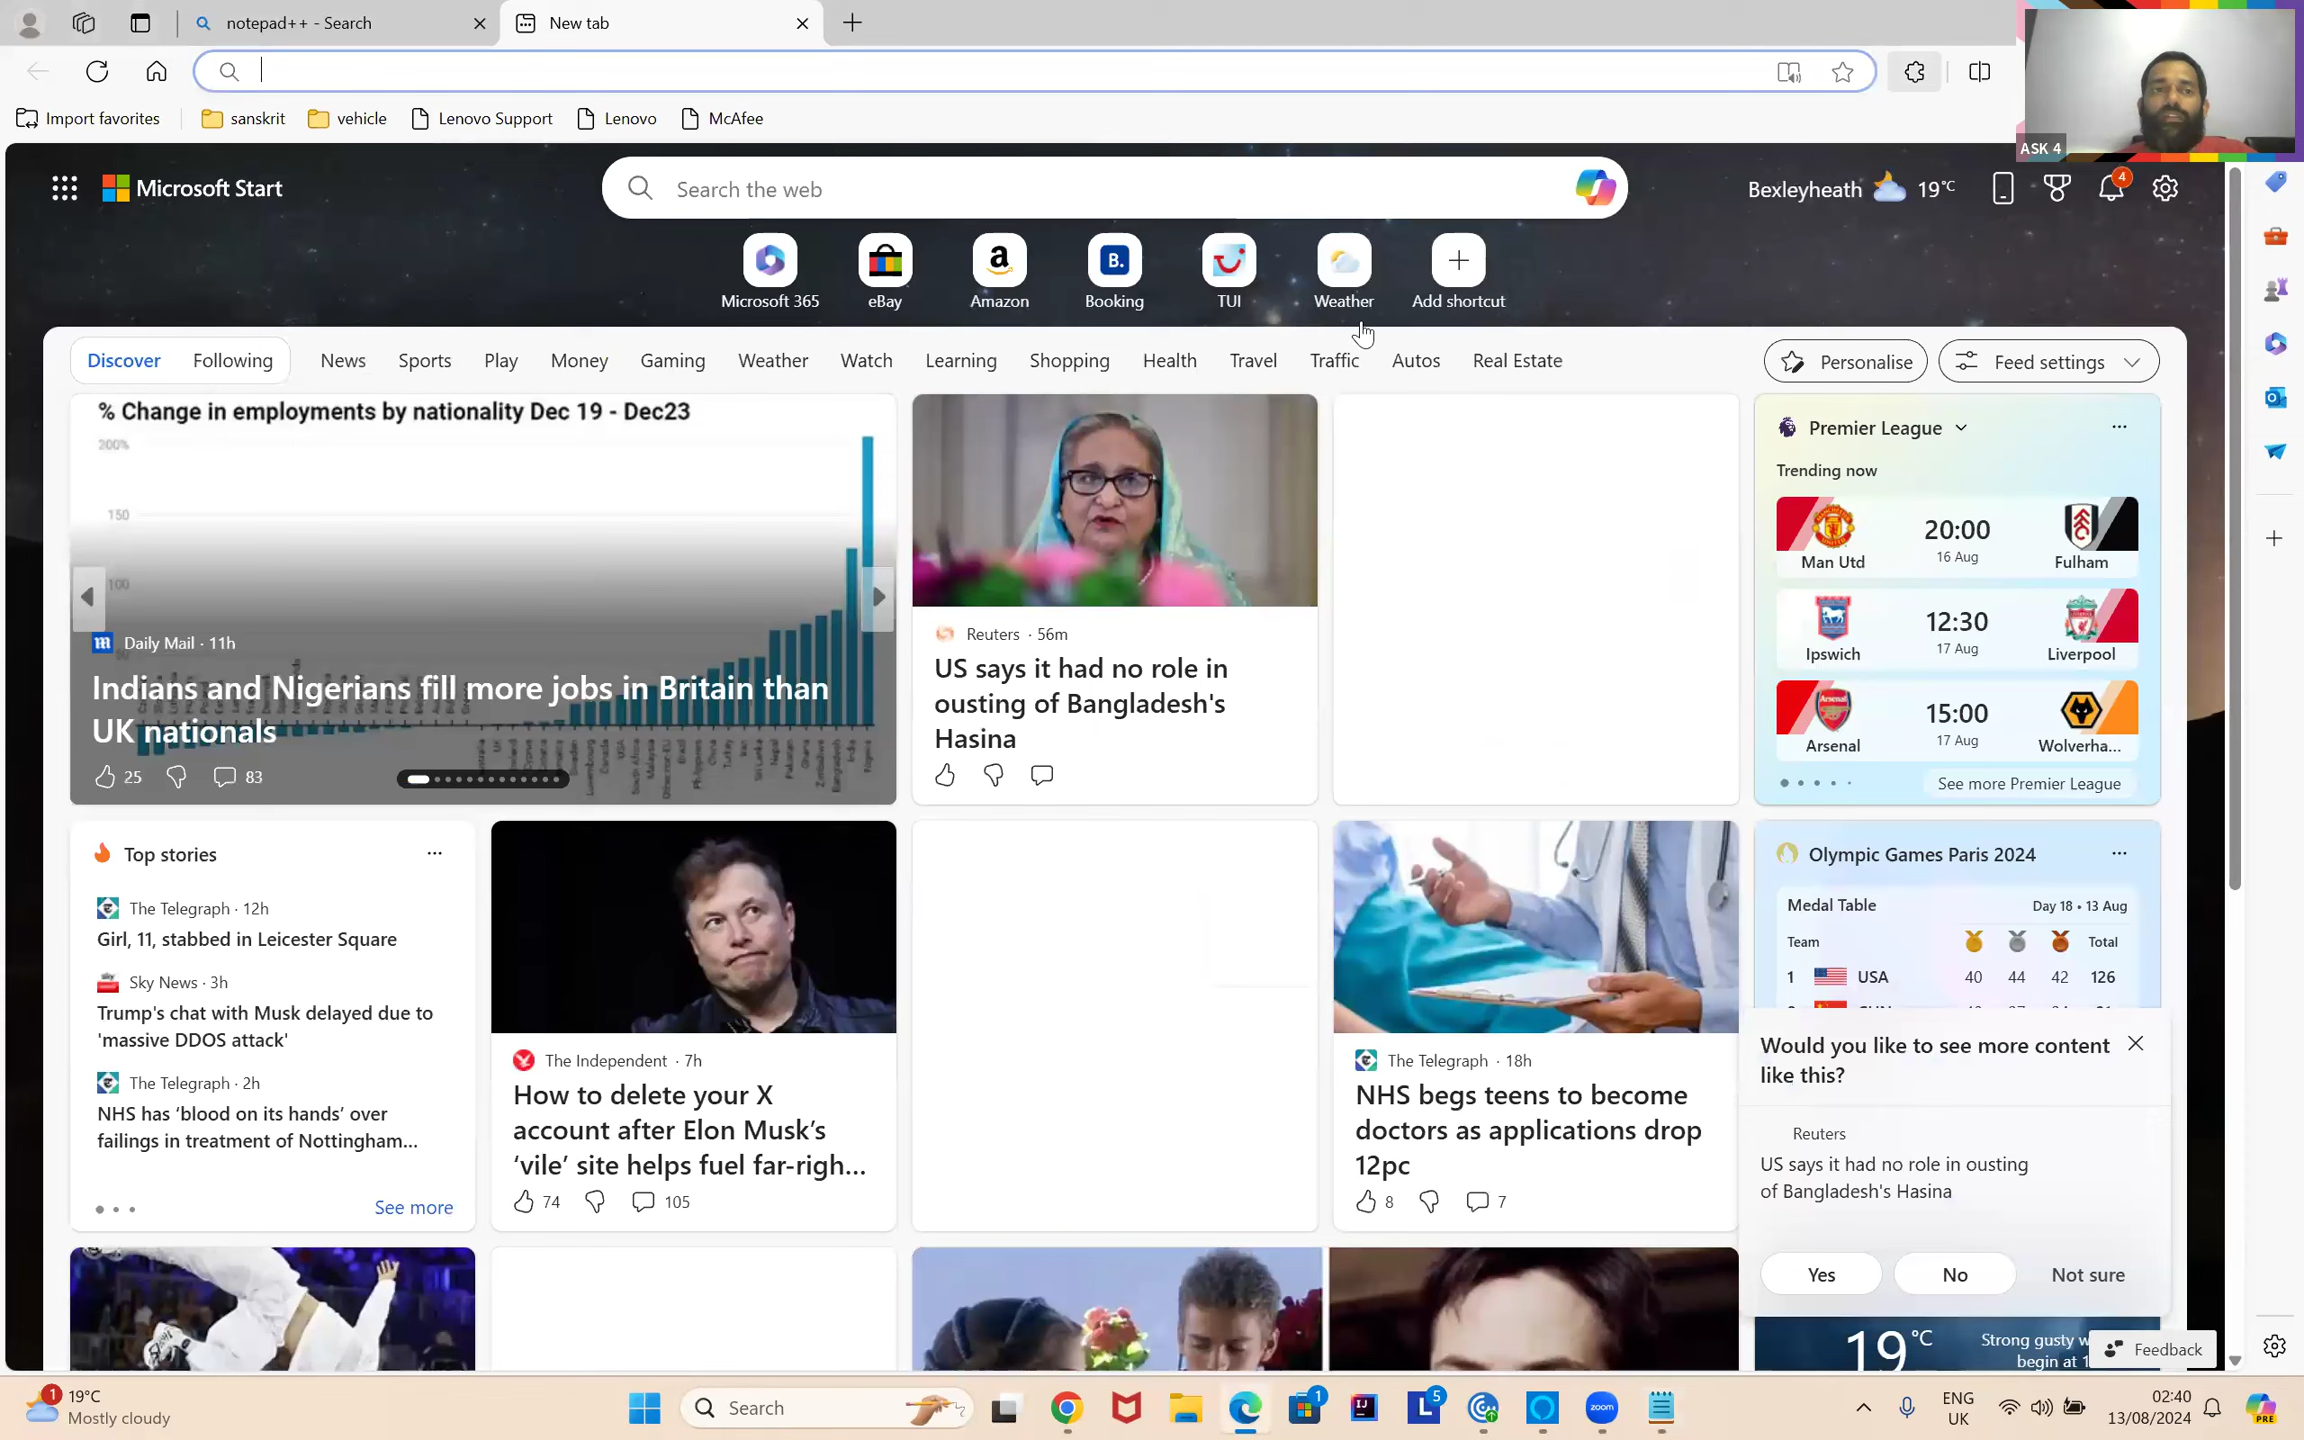 notepad++ - Search
New tab
Import favorites
sanskrit
vehicle
Lenovo Support
Lenovo
McAfee
ASK 4
Microsoft Start
Search the web
Bexleyheath
19°C
4
Microsoft 365
eBay
Amazon
Booking
TUI
Weather
Add shortcut
Discover
Following
News
Sports
Play
Money
Gaming
Weather
Watch
Learning
Shopping
Health
Travel
Traffic
Autos
Real Estate
Personalise
Feed settings
% Change in employments by nationality Dec 19 - Dec23
200%
150
100
Daily Mail · 11h
Indians and Nigerians fill more jobs in Britain than
UK nationals
25
83
Reuters · 56m
US says it had no role in
ousting of Bangladesh's
Hasina
Premier League
Trending now
Man Utd
20:00
16 Aug
Fulham
Ipswich
12:30
17 Aug
Liverpool
Arsenal
15:00
17 Aug
Wolverha...
See more Premier League
Top stories
The Telegraph · 12h
Girl, 11, stabbed in Leicester Square
Sky News · 3h
Trump's chat with Musk delayed due to
'massive DDOS attack'
The Telegraph · 2h
NHS has ‘blood on its hands’ over
failings in treatment of Nottingham...
See more
The Independent · 7h
How to delete your X
account after Elon Musk’s
‘vile’ site helps fuel far-righ...
74
105
The Telegraph · 18h
NHS begs teens to become
doctors as applications drop
12pc
8
7
Olympic Games Paris 2024
Medal Table
Day 18 • 13 Aug
Team
Total
1 USA 40 44 42 126
Would you like to see more content
like this?
Reuters
US says it had no role in ousting
of Bangladesh's Hasina
Yes
No
Not sure
19°C
Strong gusty w
begin at 1
Feedback
1
19°C
Mostly cloudy
Search
1
5
zoom
ENG
UK
02:40
13/08/2024
PRE